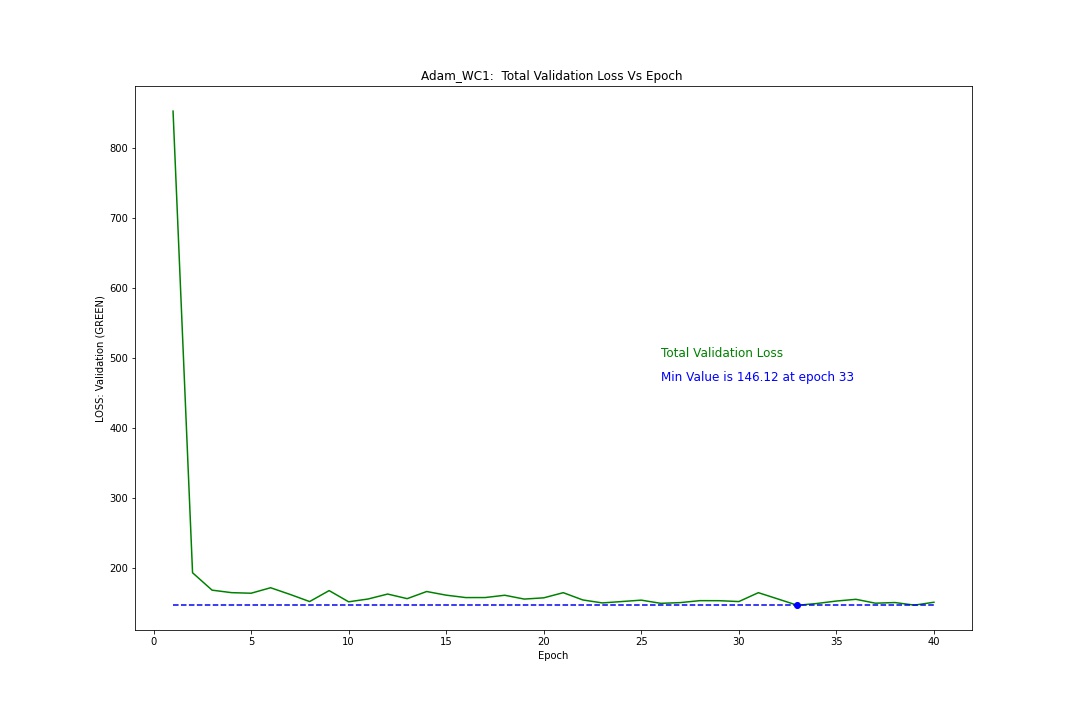 Adam_WC1:  Total Validation Loss Vs Epoch
LOSS: Validation (GREEN)
800
700
600
500
400
300
200
Total Validation Loss
Min Value is 146.12 at epoch 33
0 5 10 15 20 25 30 35 40
Epoch